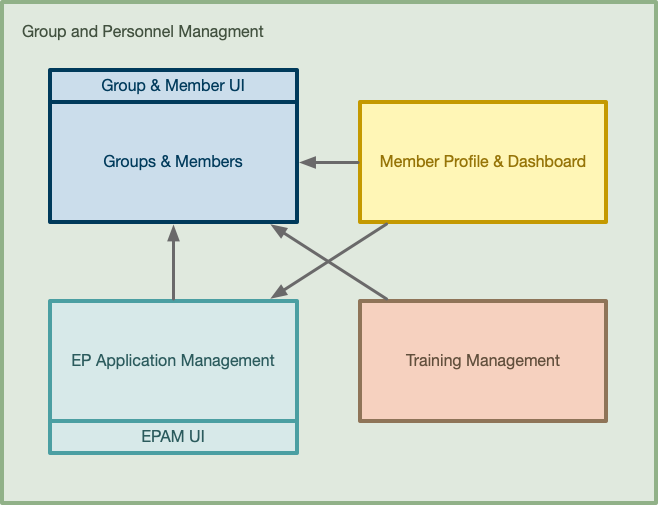 Group and Personnel Managment
Group & Member UI
Groups & Members
Member Profile & Dashboard
EP Application Management
Training Management
EPAM UI